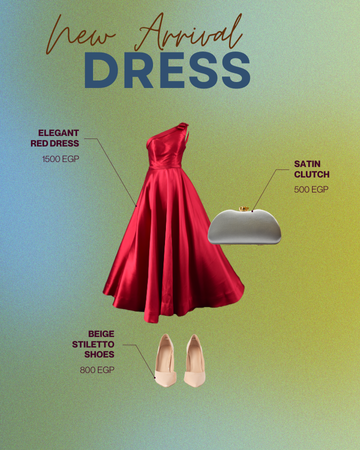 New Arrival
DRESS
ELEGANT
RED DRESS
1500 EGP
SATIN
CLUTCH
500 EGP
BEIGE
STILETTO
SHOES
800 EGP